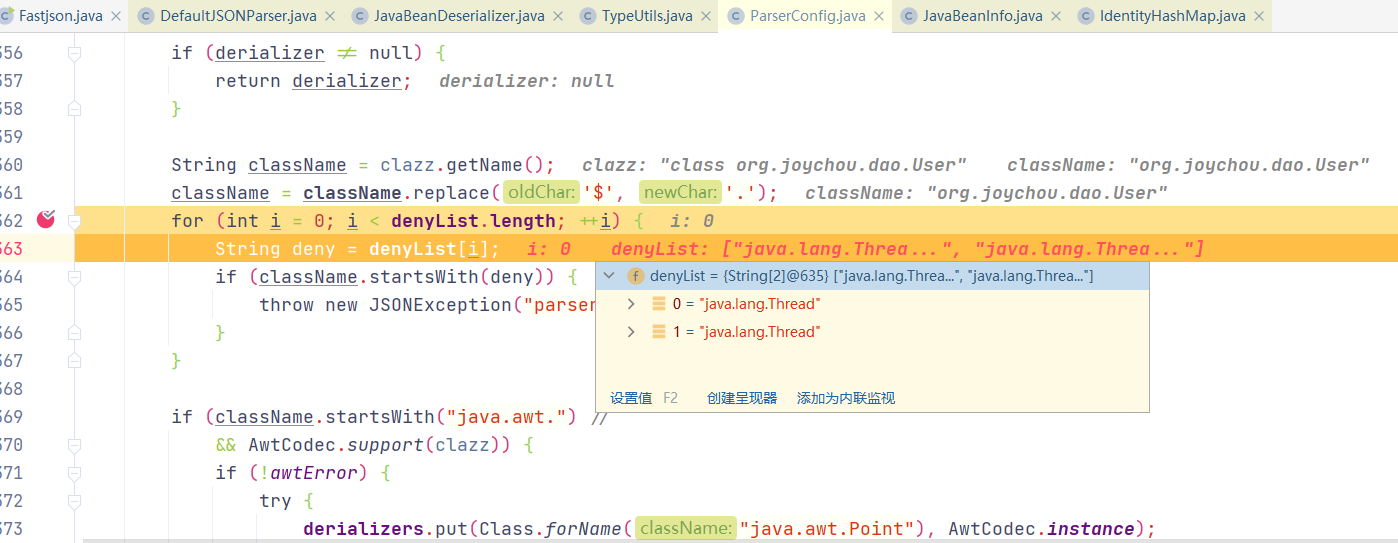 Fastjson.java DefaultJSONParser.java JavaBeanDeserializer.java TypeUtils.java ParserConfig.java JavaBeanInfo.java IdentityHashMap.java
356 if (derializer != null) {
357 return derializer; derializer: null
358 }
359
360 String className = clazz.getName(); clazz: "class org.joychou.dao.User" className: "org.joychou.dao.User"
361 className = className.replace( oldChar: '$', newChar: '.'); className: "org.joychou.dao.User"
362 for (int i = 0; i < denyList.length; ++i) { i: 0
363 String deny = denyList[i]; i: 0 denyList: ["java.lang.Threa...", "java.lang.Threa..."]
364 if (className.startsWith(deny)) {
365 throw new JSONException("parser
366 }
367 }
denyList = {String[2]@635} ["java.lang.Threa...", "java.lang.Threa..."]
0 = "java.lang.Thread"
1 = "java.lang.Thread"
设置值 F2 创建呈现器 添加为内联监视
368
369 if (className.startsWith("java.awt.") //
370 && AwtCodec.support(clazz)) {
371 if (!awtError) {
372 try {
373 derializers.put(Class.forName( className: "java.awt.Point"), AwtCodec.instance);